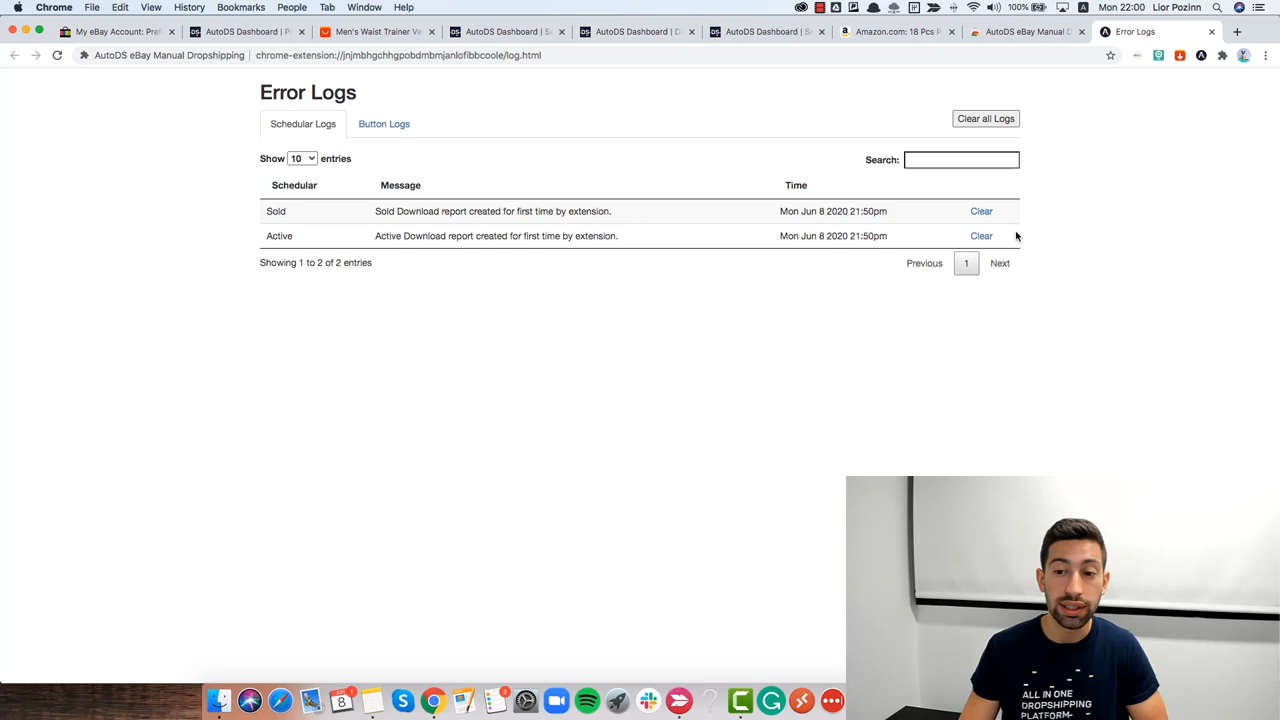 Chrome File Edit View History Bookmarks People Tab Window Help 100% Mon 22:00 Lior Pozinn
My eBay Account: Pref AutoDS Dashboard | Pr AutoDS Dashboard Men's Waist Trainer Ve AutoDS Dashboard | S AutoDS Dashboard | D AutoDS Dashboard | S Amazon.com: 18 Pcs P AutoDS eBay Manual D Error Logs
AutoDS eBay Manual Dropshipping chrome-extension://jnjmbhgchhgpobdmbmjanlofibbcoole/log.html
Error Logs
Schedular Logs Button Logs Clear all Logs
Show 10 entries Search:
Schedular Message Time
Sold Sold Download report created for first time by extension. Mon Jun 8 2020 21:50pm Clear
Active Active Download report created for first time by extension. Mon Jun 8 2020 21:50pm Clear
Showing 1 to 2 of 2 entries Previous 1 Next
ALL IN ONE
DROPSHIPPING
PLATFORM-